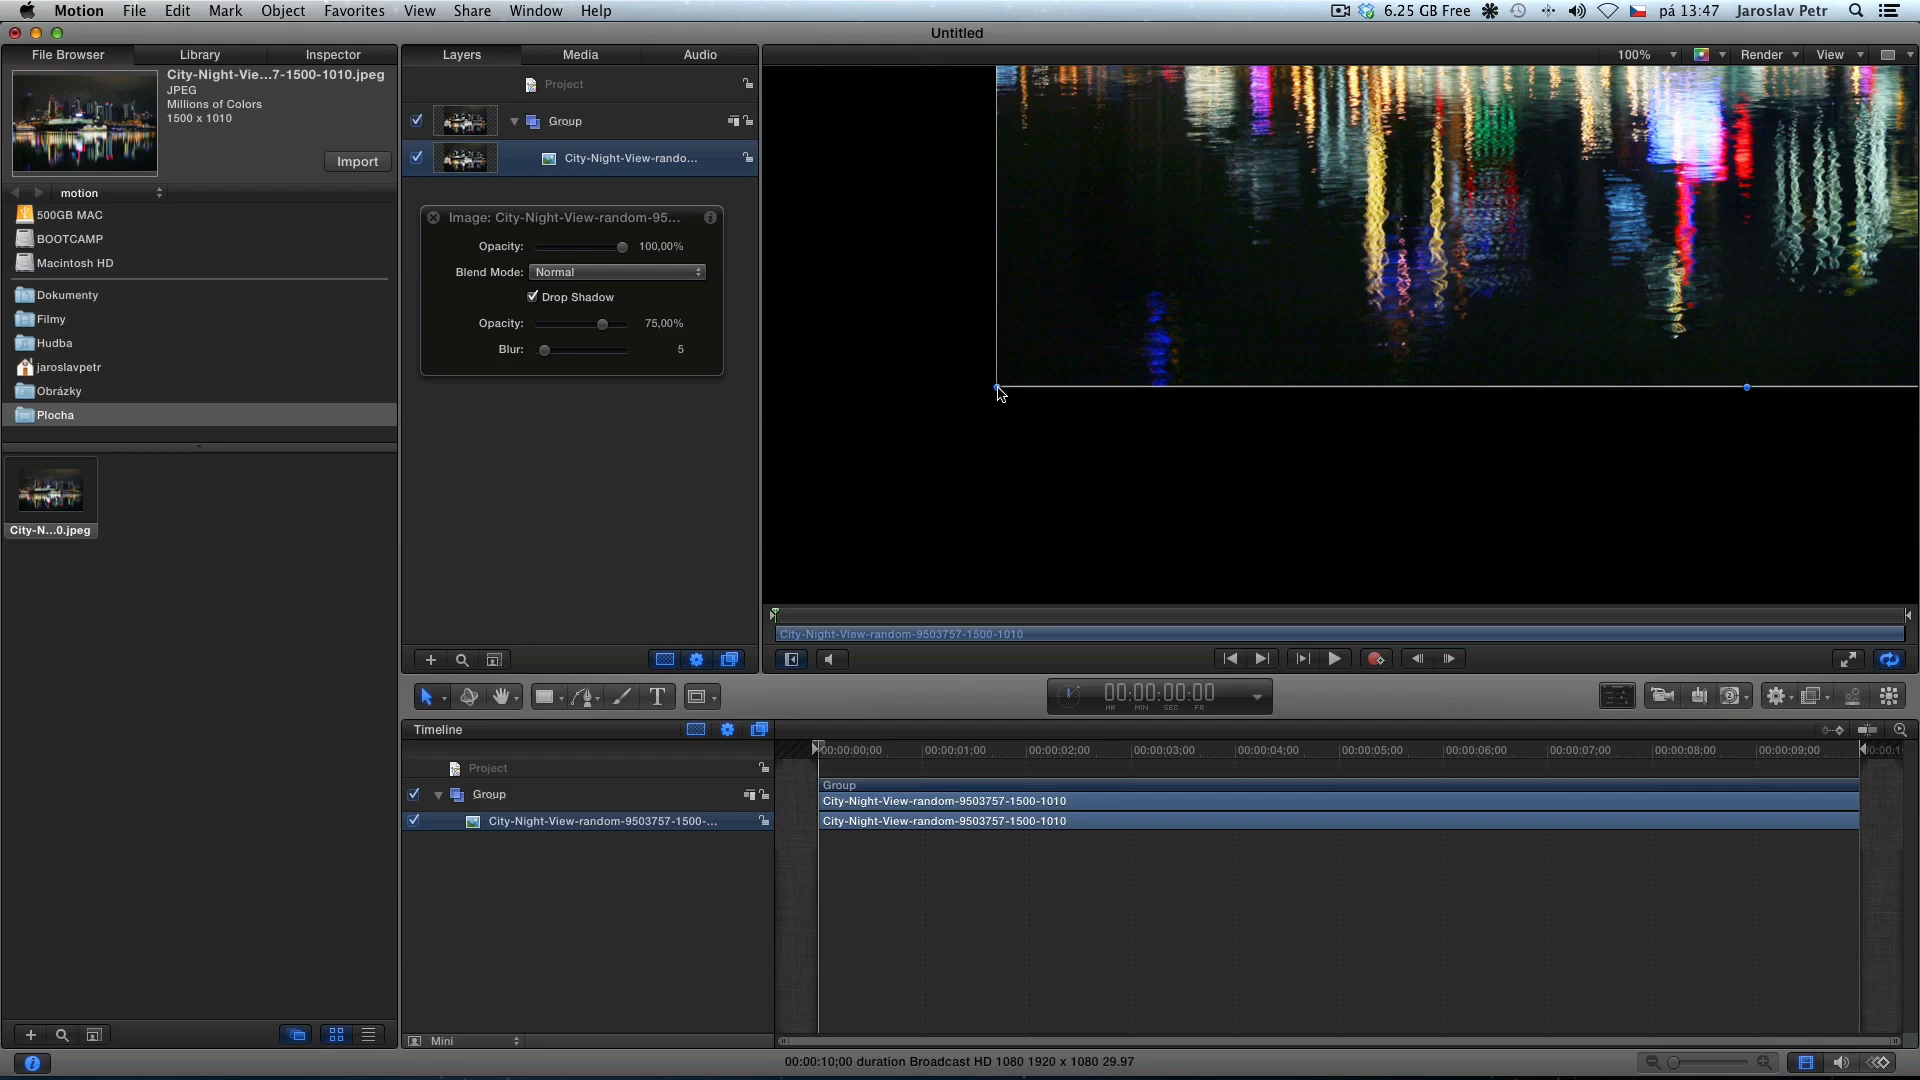 Motion File Edit Mark Object Favorites View Share Window Help 6.25 GB Free pá 13:47 Jaroslav Petr
Untitled
File Browser Library Inspector Layers Media Audio 100% Render View
City-Night-Vie...7-1500-1010.jpeg
JPEG
Millions of Colors
1500 x 1010
Import
motion
500GB MAC
BOOTCAMP
Macintosh HD
Dokumenty
Filmy
Hudba
jaroslavpetr
Obrázky
Plocha
City-N...0.jpeg
Project
Group
City-Night-View-rando...
Image: City-Night-View-random-95...
Opacity: 100,00%
Blend Mode: Normal
Drop Shadow
Opacity: 75,00%
Blur: 5
City-Night-View-random-9503757-1500-1010
00:00:00:00
HR MIN SEC FR
Timeline
00:00:00;00 00:00:01;00 00:00:02;00 00:00:03;00 00:00:04;00 00:00:05;00 00:00:06;00 00:00:07;00 00:00:08;00 00:00:09;00 00:00:1
Project
Group
Group
City-Night-View-random-9503757-1500-1010
City-Night-View-random-9503757-1500-...
City-Night-View-random-9503757-1500-1010
Mini
00:00:10;00 duration Broadcast HD 1080 1920 x 1080 29.97